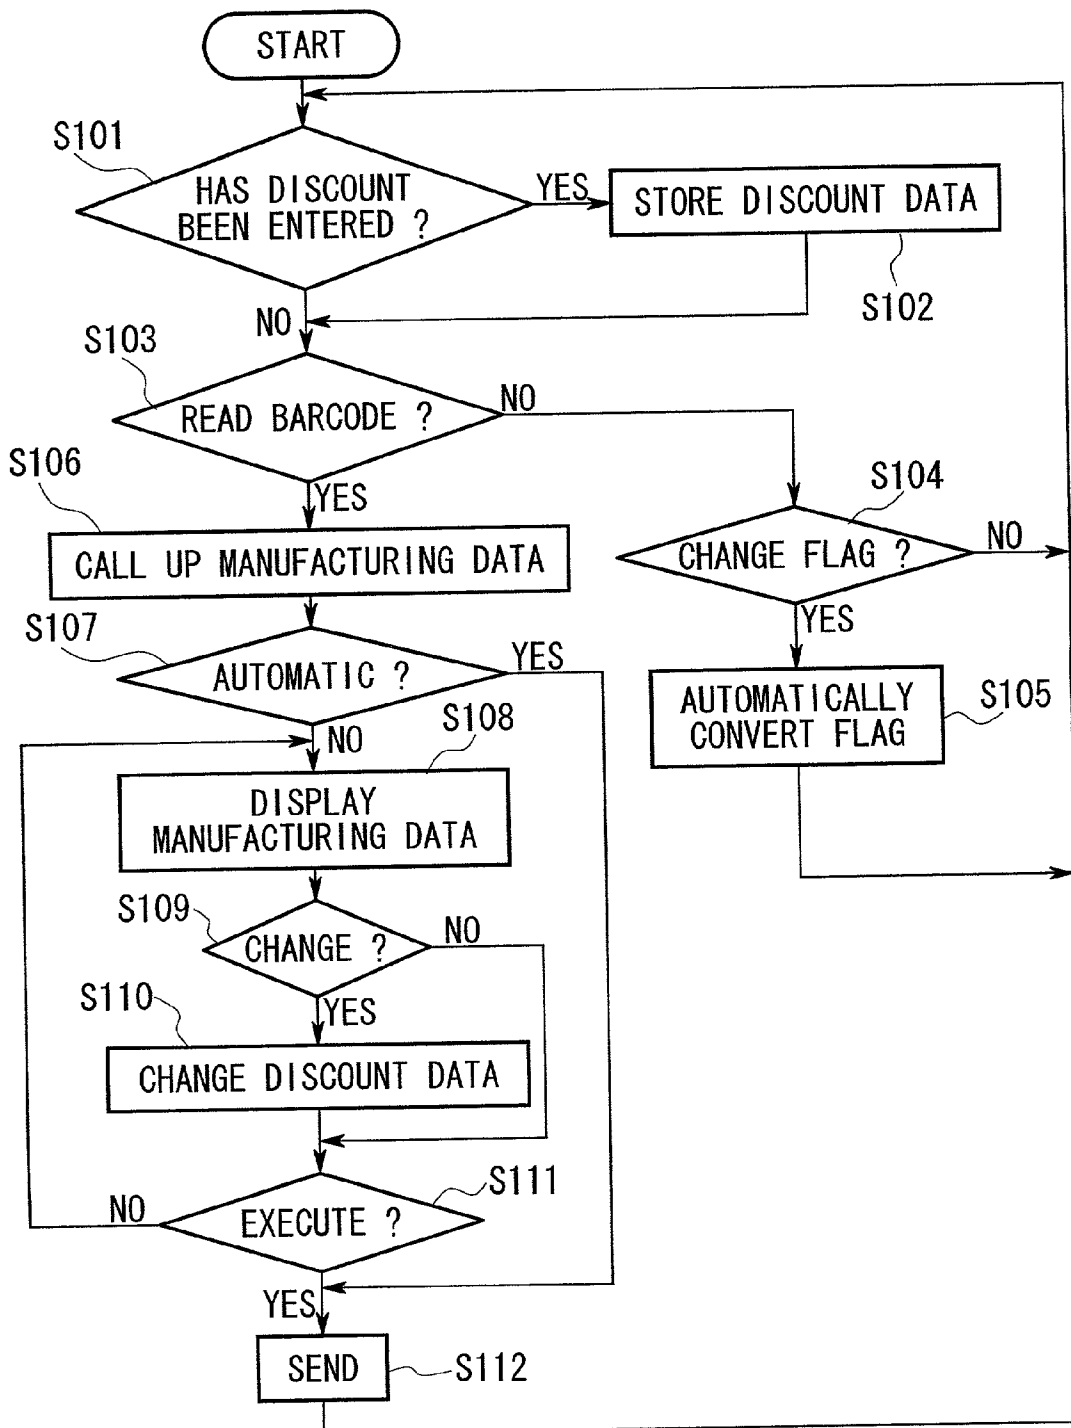 START
S101
HAS DISCOUNT
BEEN ENTERED ?
YES
STORE DISCOUNT DATA
S102
NO
S103
READ BARCODE ?
NO
S106
YES
S104
CALL UP MANUFACTURING DATA
CHANGE FLAG ?
NO
S107
YES
AUTOMATIC ?
YES
AUTOMATICALLY
CONVERT FLAG
S105
S108
NO
DISPLAY
MANUFACTURING DATA
S109
CHANGE ?
NO
S110
YES
CHANGE DISCOUNT DATA
S111
NO
EXECUTE ?
YES
SEND
S112